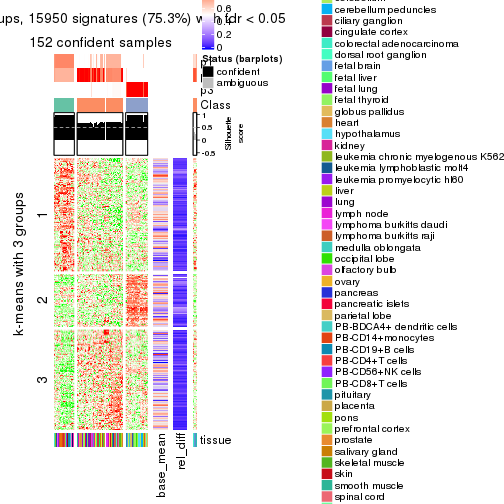 ups, 15950 signatures (75.3%) w
fdr < 0.05
152 confident samples
0.6
0
Status (barplots)
confident
ambiguous
p3
Class
1
0.5
0
-0.5
Silhouette
score
k-means with 3 groups
1
2
3
tissue
base_mean
rel_diff
cerebellum peduncles
ciliary ganglion
cingulate cortex
colorectal adenocarcinoma
dorsal root ganglion
fetal brain
fetal liver
fetal lung
fetal thyroid
globus pallidus
heart
hypothalamus
kidney
leukemia chronic myelogenous K562
leukemia lymphoblastic molt4
leukemia promyelocytic hl60
liver
lung
lymph node
lymphoma burkitts daudi
lymphoma burkitts raji
medulla oblongata
occipital lobe
olfactory bulb
ovary
pancreas
pancreatic islets
parietal lobe
PB-BDCA4+ dendritic cells
PB-CD14+monocytes
PB-CD19+B cells
PB-CD4+T cells
PB-CD56+NK cells
PB-CD8+T cells
pituitary
placenta
pons
prefrontal cortex
prostate
salivary gland
skeletal muscle
skin
smooth muscle
spinal cord